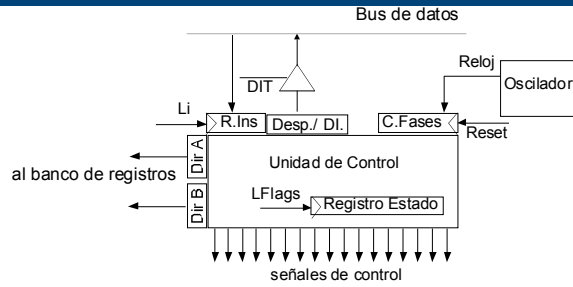 Bus de datos
Reloj
DIT
Oscilador
Li
R.Ins
Desp./ DI.
C.Fases
Reset
Dir A
Unidad de Control
al banco de registros
LFlags
Dir B
Registro Estado
señales de control